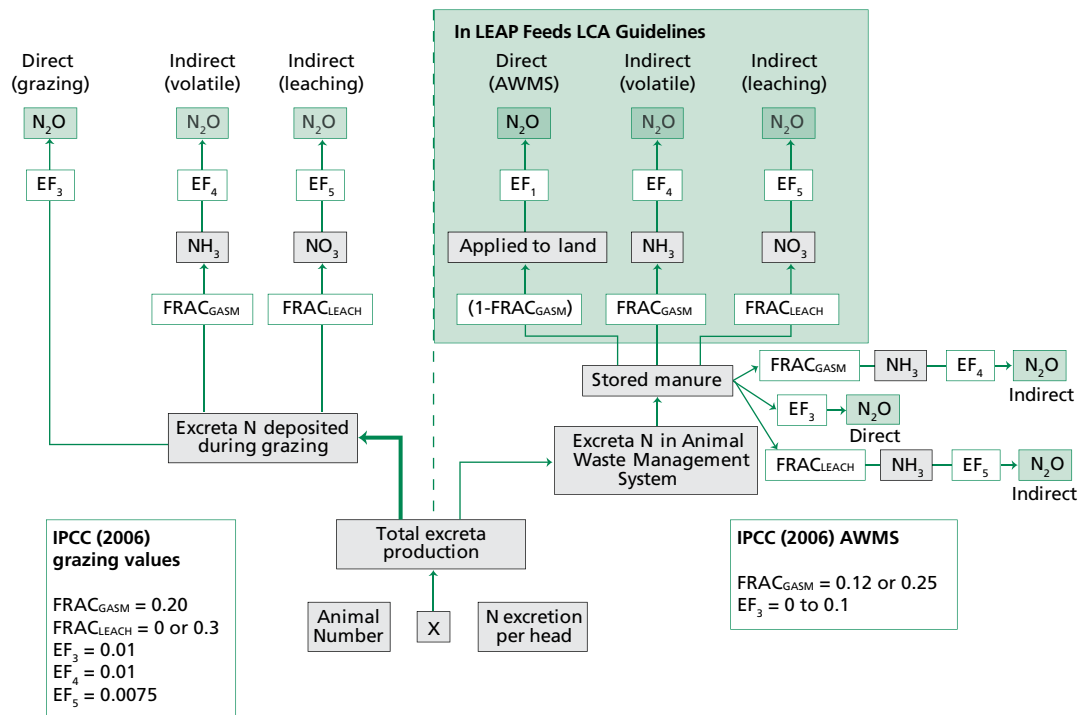 In LEAP Feeds LCA Guidelines
Direct
(grazing)
Indirect
(volatile)
Indirect
(leaching)
Direct
(AWMS)
Indirect
(volatile)
Indirect
(leaching)
N₂O
N₂O
N₂O
N₂O
N₂O
N₂O
EF₃
EF₄
EF₅
EF₁
EF₄
EF₅
NH₃
NO₃
Applied to land
NH₃
NO₃
FRACGASM
FRACLEACH
(1-FRACGASM)
FRACGASM
FRACLEACH
Stored manure
FRACGASM
NH₃
EF₄
N₂O
Indirect
EF₃
N₂O
Direct
FRACLEACH
NH₃
EF₅
N₂O
Indirect
Excreta N deposited
during grazing
Excreta N in Animal
Waste Management
System
Total excreta
production
Animal
Number
X
N excretion
per head
IPCC (2006)
grazing values
FRACGASM = 0.20
FRACLEACH = 0 or 0.3
EF₃ = 0.01
EF₄ = 0.01
EF₅ = 0.0075
IPCC (2006) AWMS
FRACGASM = 0.12 or 0.25
EF₃ = 0 to 0.1